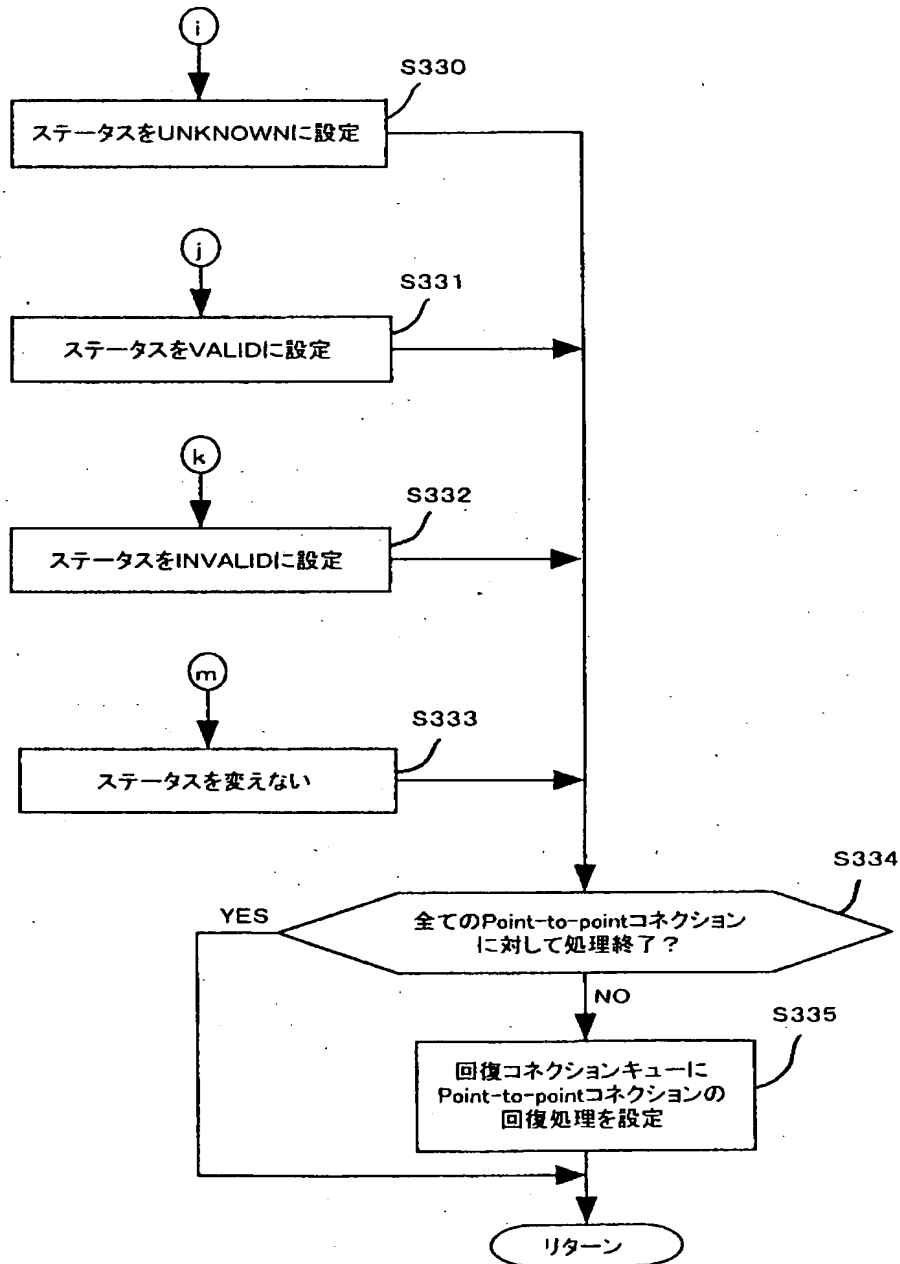 i
S330
ステータスをUNKNOWNに設定
j
S331
ステータスをVALIDに設定
k
S332
ステータスをINVALIDに設定
m
S333
ステータスを変えない
S334
YES
全てのPoint-to-pointコネクション
に対して処理終了?
NO
S335
回復コネクションキューに
Point-to-pointコネクションの
回復処理を設定
リターン